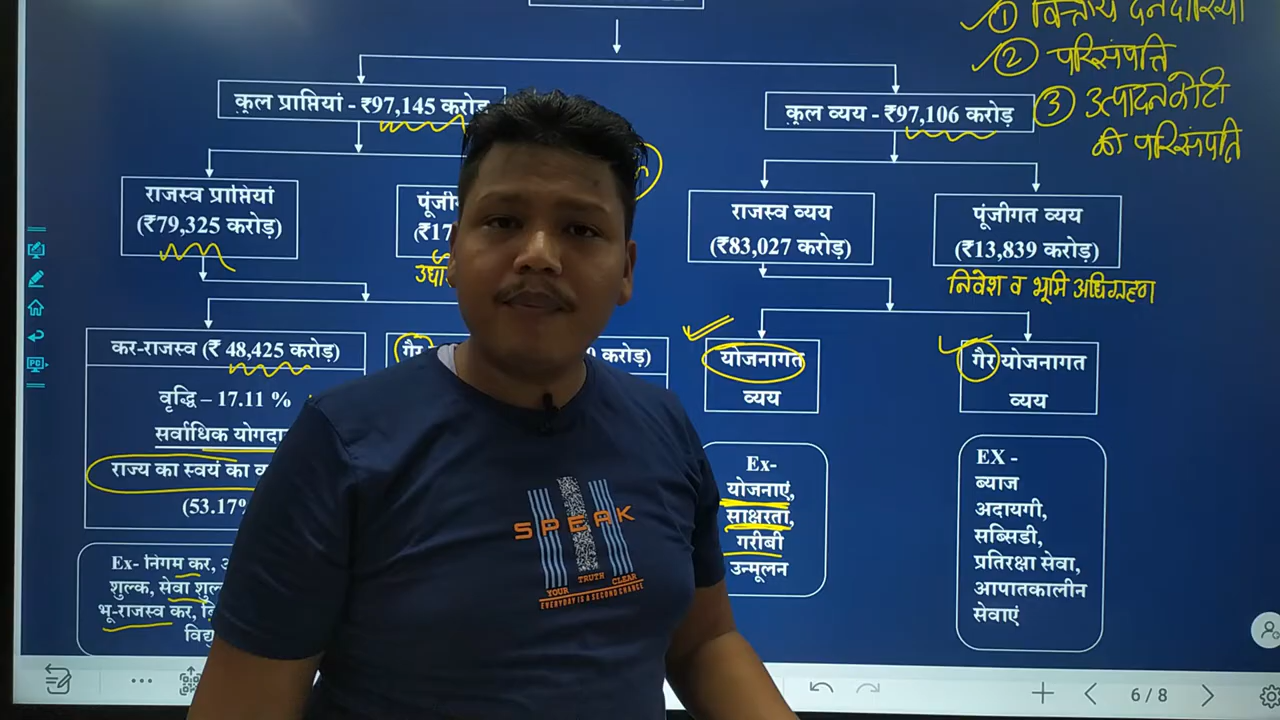 ① वित्तीय देनदारियां
② परिसंपत्ति
③ उत्पादन कोटी
की परिसंपत्ति
कुल प्राप्तियां - ₹97,145 करोड़
कुल व्यय - ₹97,106 करोड़
राजस्व प्राप्तियां
(₹79,325 करोड़)
(₹17
राजस्व व्यय
(₹83,027 करोड़)
पूंजीगत व्यय
(₹13,839 करोड़)
निवेश व भूमि अधिग्रहण
कर-राजस्व (₹ 48,425 करोड़)
वृद्धि – 17.11 %
सर्वाधिक
राज्य का स्वयं का
(53.17%
Ex- निगम कर,
शुल्क, सेवा
भू-राजस्व कर,
गैर
करोड़)
योजनागत
व्यय
Ex-
योजनाएं,
साक्षरता,
गरीबी
उन्मूलन
गैर योजनागत
व्यय
EX -
ब्याज
अदायगी,
सब्सिडी,
प्रतिरक्षा सेवा,
आपातकालीन
सेवाएं
SPEAK
YOUR TRUTH CLEAR
EVERYDAY IS A SECOND CHANCE
6 / 8